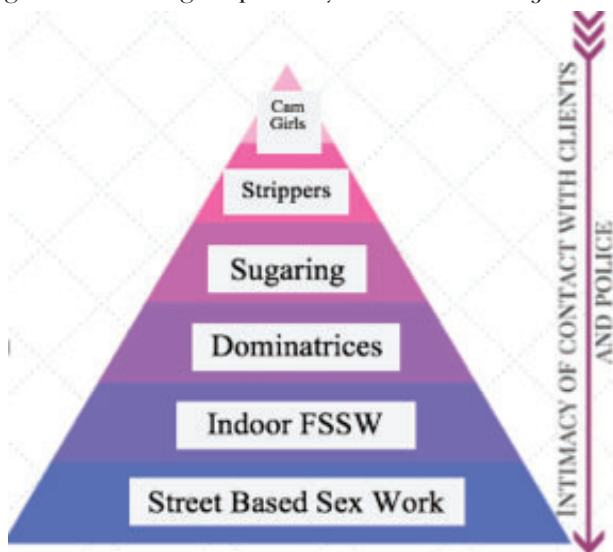 Cam
Girls
Strippers
Sugaring
Dominatrices
Indoor FSSW
Street Based Sex Work
INTIMACY OF CONTACT WITH CLIENTS
AND POLICE